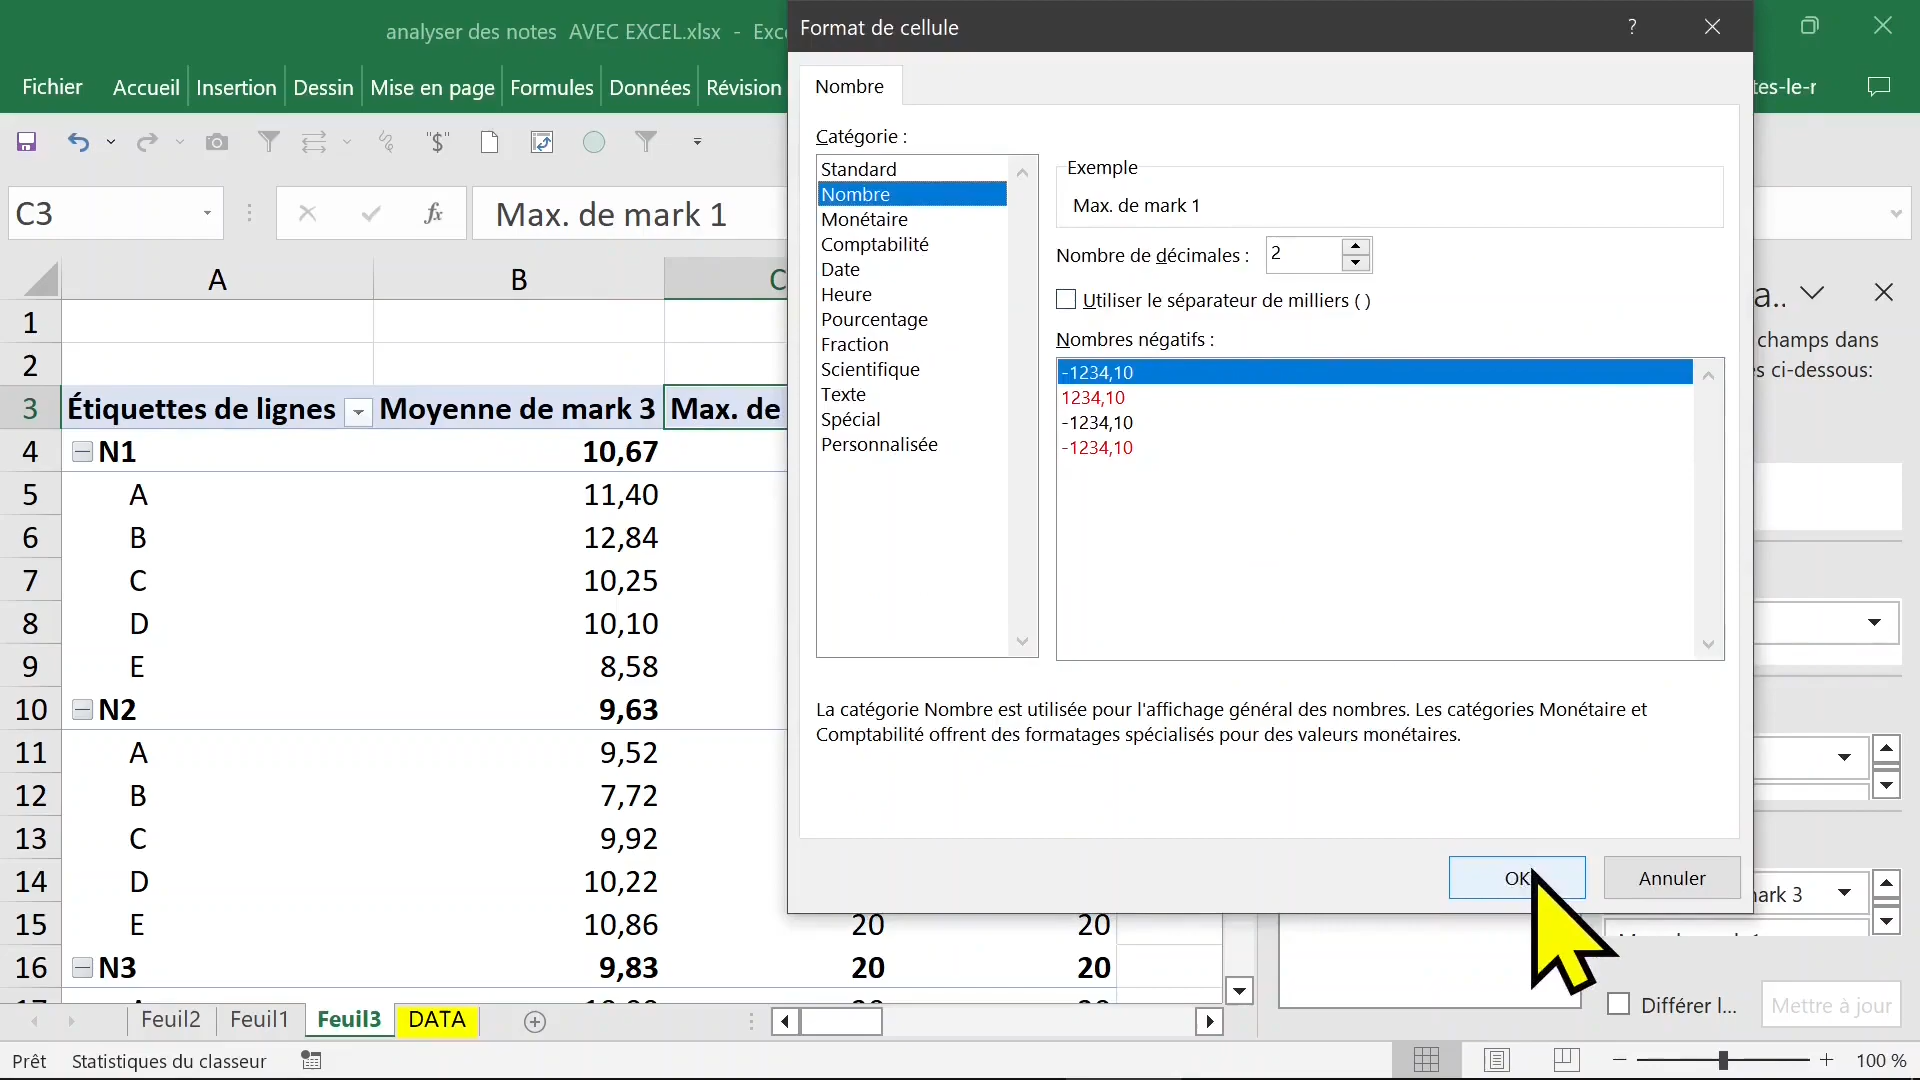 analyser des notes AVEC EXCEL.xlsx - Exc
Format de cellule
?
Fichier Accueil Insertion Dessin Mise en page Formules Données Révision
"$"
C3
fx
Max. de mark 1
Nombre
Catégorie :
Standard
Nombre
Monétaire
Comptabilité
Date
Heure
Pourcentage
Fraction
Scientifique
Texte
Spécial
Personnalisée
Exemple
Max. de mark 1
Nombre de décimales : 2
Utiliser le séparateur de milliers ( )
Nombres négatifs :
-1234,10
1234,10
-1234,10
-1234,10
La catégorie Nombre est utilisée pour l'affichage général des nombres. Les catégories Monétaire et
Comptabilité offrent des formatages spécialisés pour des valeurs monétaires.
OK Annuler
tes-le-r
a..
champs dans
s ci-dessous:
A B C
1
2
3 Étiquettes de lignes Moyenne de mark 3 Max. de
4 N1 10,67
5 A 11,40
6 B 12,84
7 C 10,25
8 D 10,10
9 E 8,58
10 N2 9,63
11 A 9,52
12 B 7,72
13 C 9,92
14 D 10,22
15 E 10,86 20 20
16 N3 9,83 20 20
ark 3
Différer l... Mettre à jour
Feuil2 Feuil1 Feuil3 DATA
Prêt Statistiques du classeur
100 %